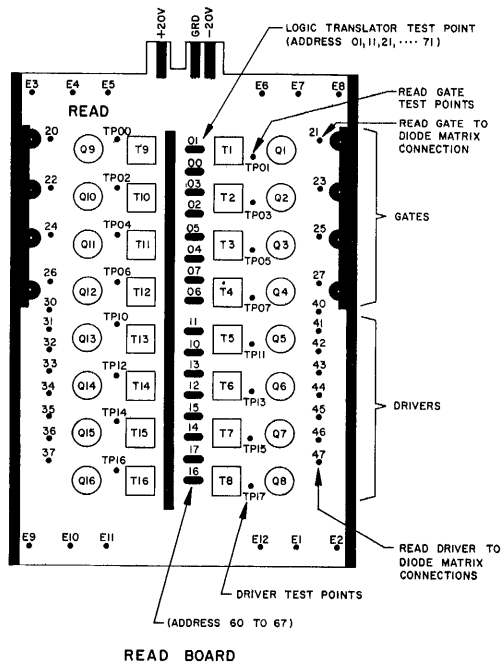 +20V
GRD
-20V
LOGIC TRANSLATOR TEST POINT
(ADDRESS 01, 11, 21, ···· 71)
E3 E4 E5 E6 E7 E8
READ
READ GATE
TEST POINTS
READ GATE TO
DIODE MATRIX
CONNECTION
20 Q9 TP00 T9 01 T1 TP01 Q1 21
00
22 Q10 TP02 T10 03 T2 TP03 Q2 23
02
GATES
24 Q11 TP04 T11 05 T3 TP05 Q3 25
04
26 Q12 TP06 T12 07 T4 TP07 Q4 27
06
30 40
31 Q13 TP10 T13 11 T5 TP11 Q5 41
32 10 42
33 Q14 TP12 T14 13 T6 TP13 Q6 43
34 12 44
DRIVERS
35 Q15 TP14 T15 15 T7 TP15 Q7 45
36 14 46
37 Q16 TP16 T16 17 T8 TP17 Q8 47
16
E9 E10 E11 E12 E1 E2
READ DRIVER TO
DIODE MATRIX
CONNECTIONS
DRIVER TEST POINTS
(ADDRESS 60 TO 67)
READ BOARD